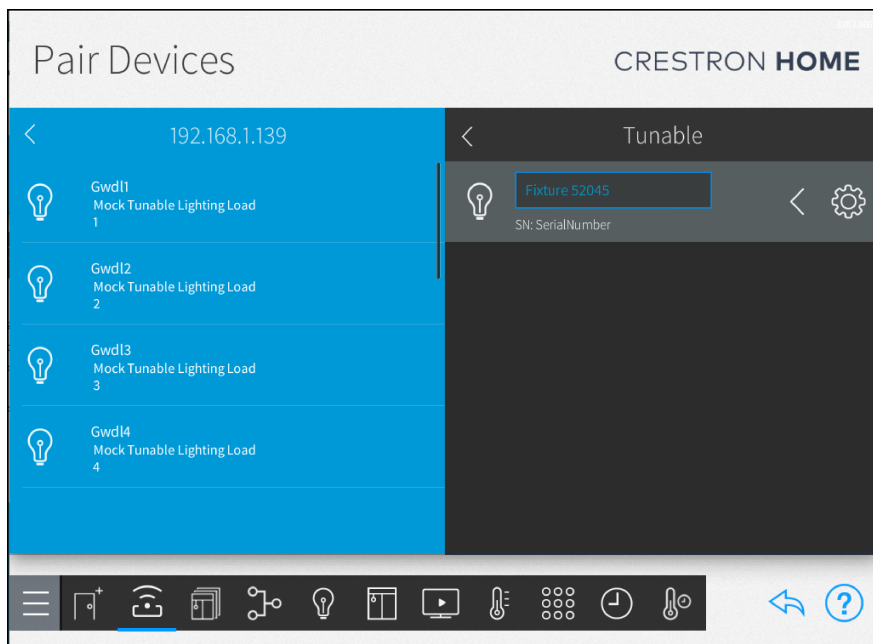 Pair Devices
CRESTRON HOME
192.168.1.139
Gwdl1
Mock Tunable Lighting Load
1
Gwdl2
Mock Tunable Lighting Load
2
Gwdl3
Mock Tunable Lighting Load
3
Gwdl4
Mock Tunable Lighting Load
4
Tunable
Fixture 52045
SN: SerialNumber
?